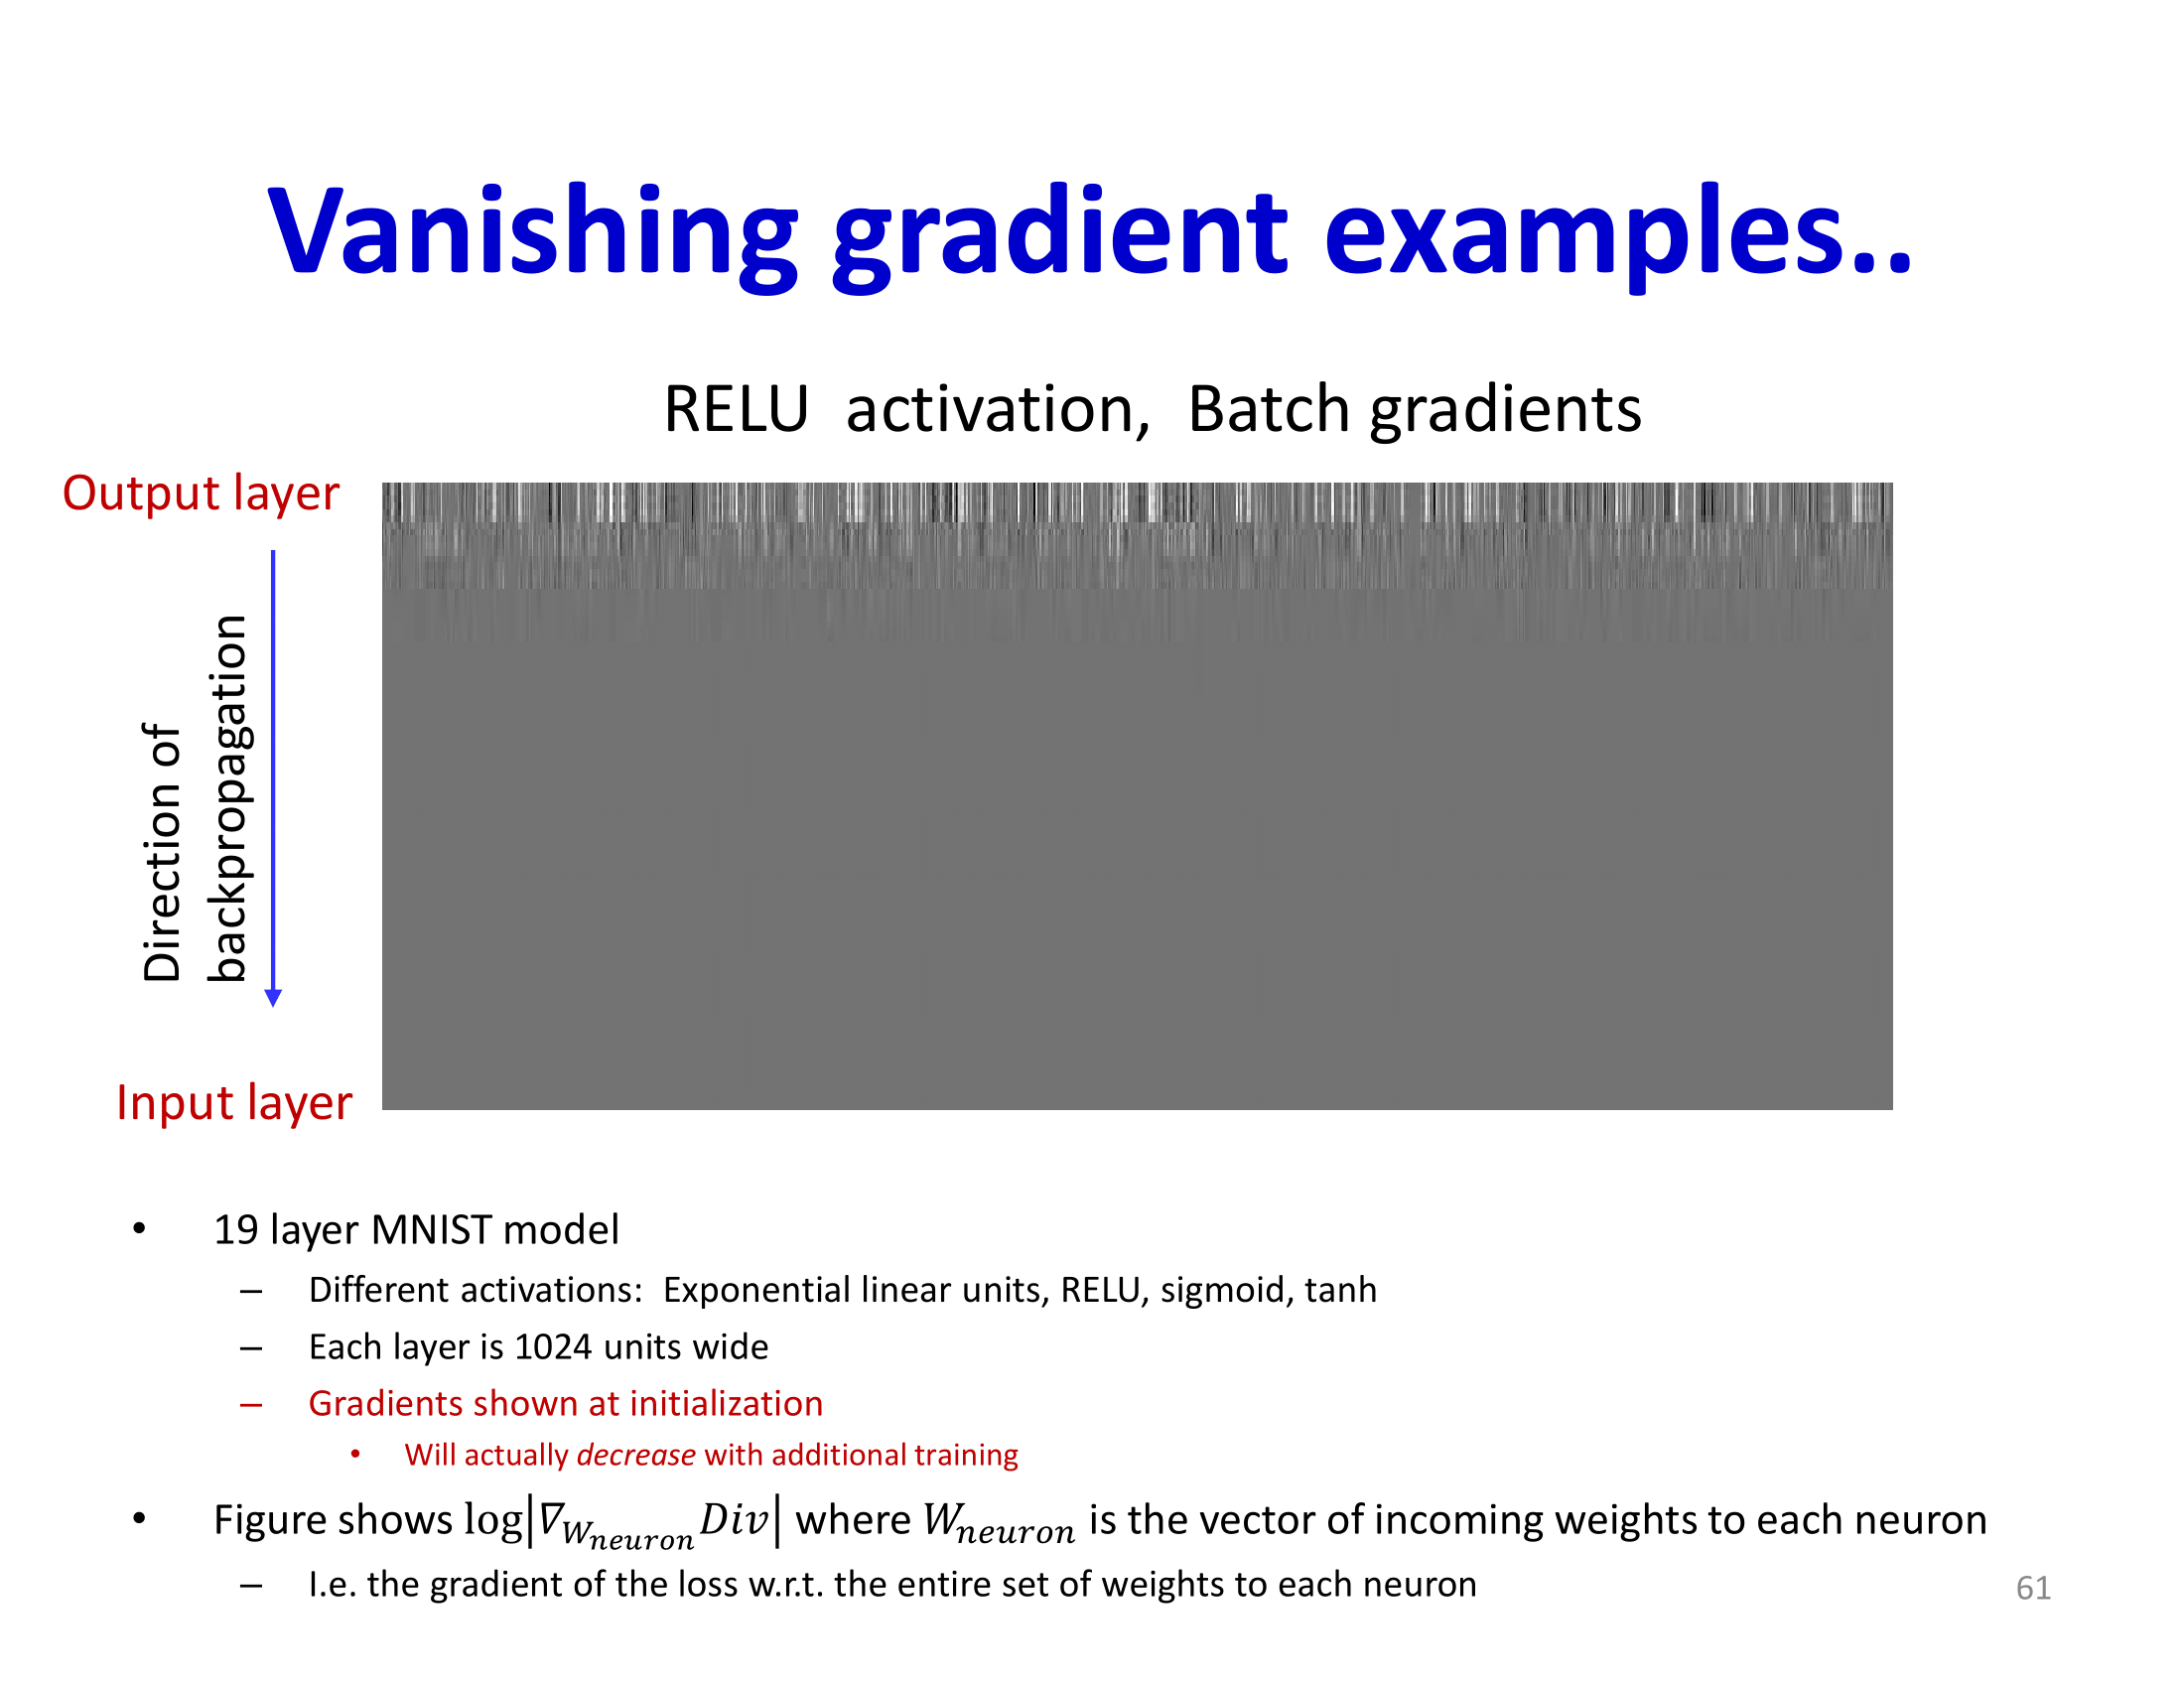 Vanishing gradient examples..
RELU activation, Batch gradients
Output layer
Direction of
backpropagation
Input layer
• 19 layer MNIST model
– Different activations: Exponential linear units, RELU, sigmoid, tanh
– Each layer is 1024 units wide
– Gradients shown at initialization
• Will actually decrease with additional training
• Figure shows log|∇_{W_{neuron}} Div| where W_{neuron} is the vector of incoming weights to each neuron
– I.e. the gradient of the loss w.r.t. the entire set of weights to each neuron
61